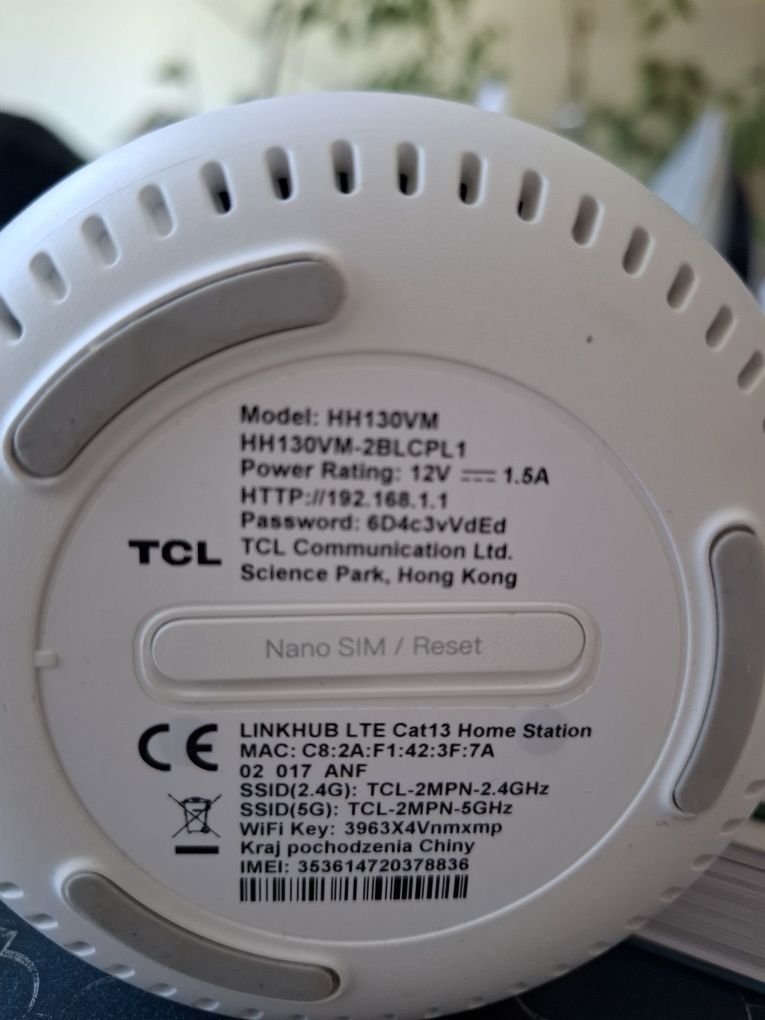 Model: HH130VM
HH130VM-2BLCPL1
Power Rating: 12V ⎓ 1.5A
HTTP://192.168.1.1
Password: 6D4c3vVdEd
TCL
TCL Communication Ltd.
Science Park, Hong Kong
Nano SIM / Reset
CE
LINKHUB LTE Cat13 Home Station
MAC: C8:2A:F1:42:3F:7A
02 017 ANF
SSID(2.4G): TCL-2MPN-2.4GHz
SSID(5G): TCL-2MPN-5GHz
WiFi Key: 3963X4Vnmxmp
Kraj pochodzenia Chiny
IMEI: 353614720378836